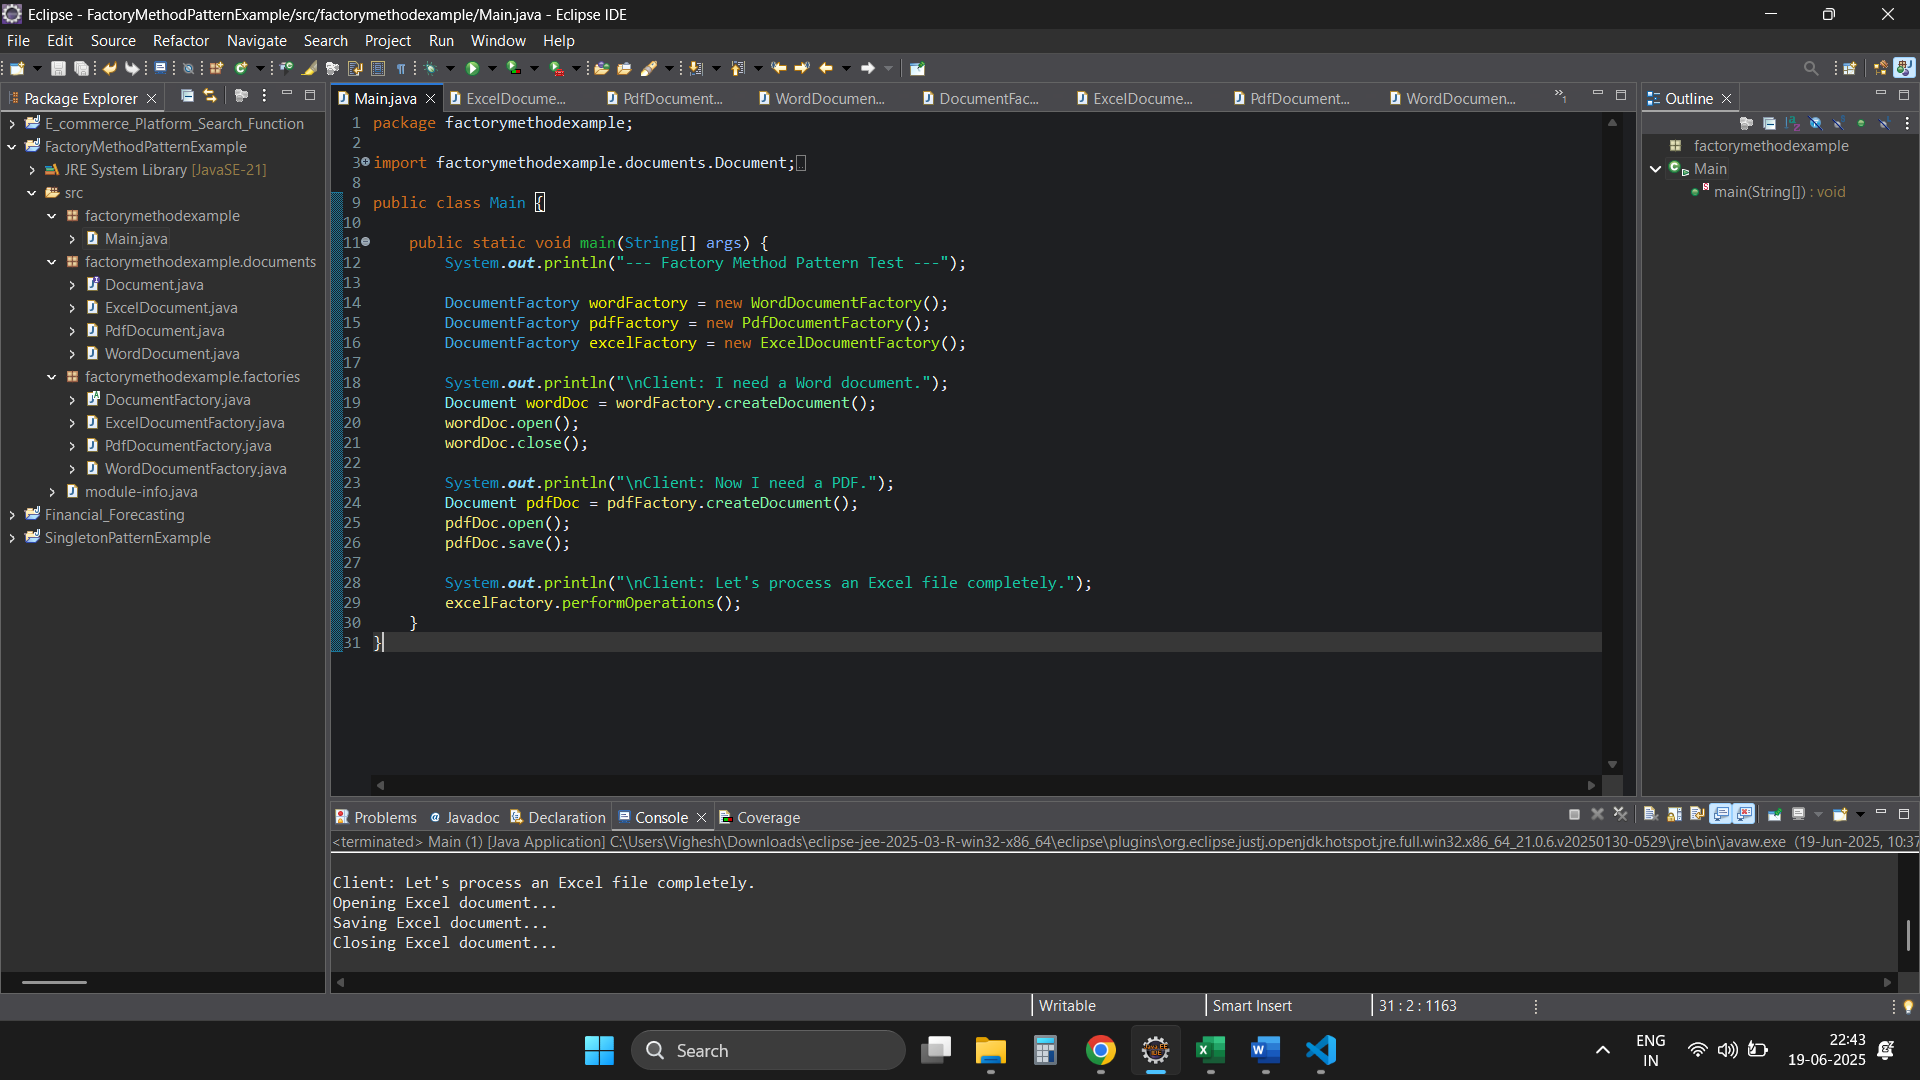 Eclipse - FactoryMethodPatternExample/src/factorymethodexample/Main.java - Eclipse IDE
File Edit Source Refactor Navigate Search Project Run Window Help
Package Explorer
E_commerce_Platform_Search_Function
FactoryMethodPatternExample
JRE System Library [JavaSE-21]
src
factorymethodexample
Main.java
factorymethodexample.documents
Document.java
ExcelDocument.java
PdfDocument.java
WordDocument.java
factorymethodexample.factories
DocumentFactory.java
ExcelDocumentFactory.java
PdfDocumentFactory.java
WordDocumentFactory.java
module-info.java
Financial_Forecasting
SingletonPatternExample
Main.java ExcelDocume... PdfDocument... WordDocumen... DocumentFac... ExcelDocume... PdfDocument... WordDocumen... »1
1 package factorymethodexample;
2
3 import factorymethodexample.documents.Document;
8
9 public class Main {
10
11 public static void main(String[] args) {
12 System.out.println("--- Factory Method Pattern Test ---");
13
14 DocumentFactory wordFactory = new WordDocumentFactory();
15 DocumentFactory pdfFactory = new PdfDocumentFactory();
16 DocumentFactory excelFactory = new ExcelDocumentFactory();
17
18 System.out.println("\nClient: I need a Word document.");
19 Document wordDoc = wordFactory.createDocument();
20 wordDoc.open();
21 wordDoc.close();
22
23 System.out.println("\nClient: Now I need a PDF.");
24 Document pdfDoc = pdfFactory.createDocument();
25 pdfDoc.open();
26 pdfDoc.save();
27
28 System.out.println("\nClient: Let's process an Excel file completely.");
29 excelFactory.performOperations();
30 }
31 }
Outline
factorymethodexample
Main
main(String[]) : void
Problems Javadoc Declaration Console Coverage
<terminated> Main (1) [Java Application] C:\Users\Vighesh\Downloads\eclipse-jee-2025-03-R-win32-x86_64\eclipse\plugins\org.eclipse.justj.openjdk.hotspot.jre.full.win32.x86_64_21.0.6.v20250130-0529\jre\bin\javaw.exe (19-Jun-2025, 10:37
Client: Let's process an Excel file completely.
Opening Excel document...
Saving Excel document...
Closing Excel document...
Writable Smart Insert 31 : 2 : 1163
Search
ENG
IN
22:43
19-06-2025